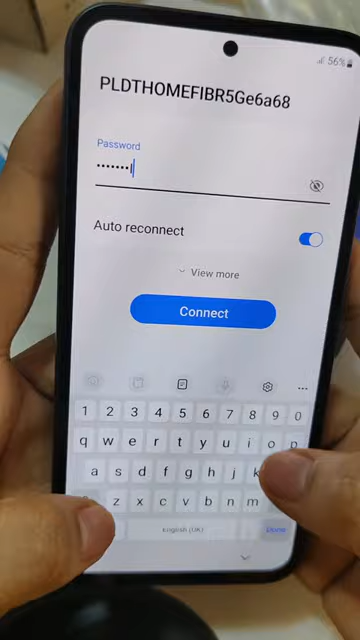 56%
PLDTHOMEFIBR5Ge6a68
Password
•••••••l
Auto reconnect
View more
Connect
1 2 3 4 5 6 7 8 9 0
q w e r t y u i o p
a s d f g h j k
z x c v b n m
English (UK)
Done